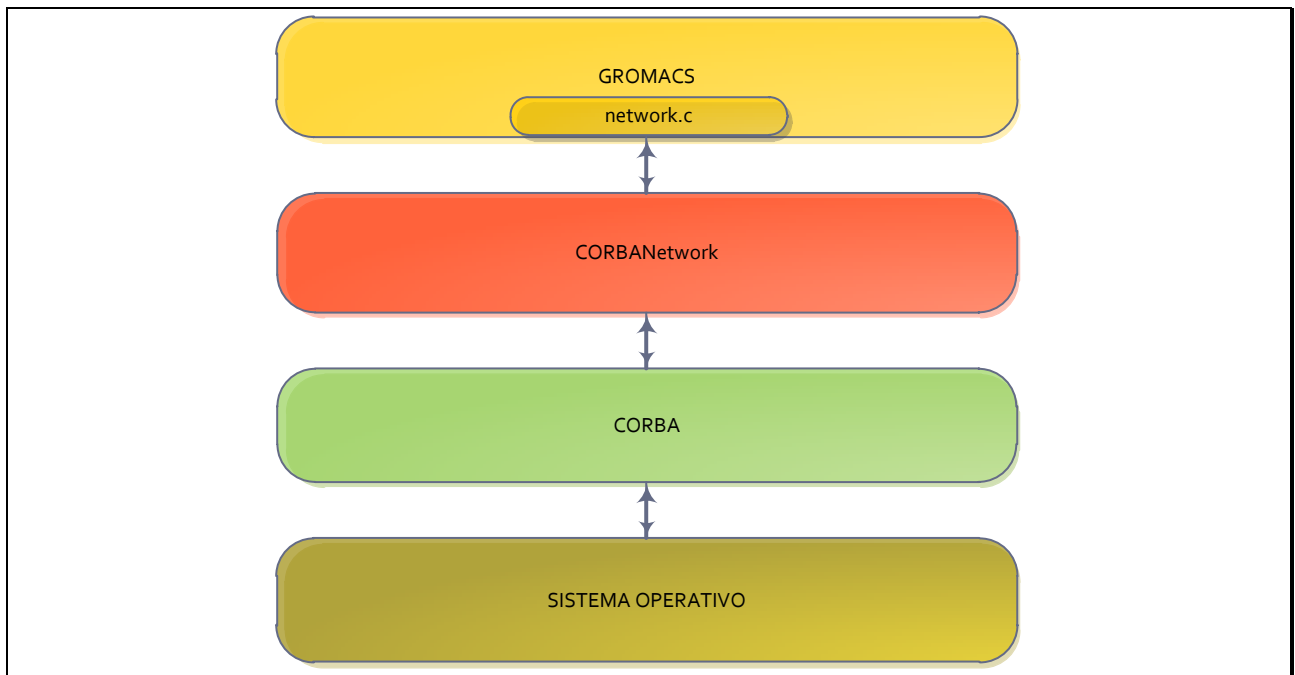 GROMACS
network.c
CORBANetwork
CORBA
SISTEMA OPERATIVO